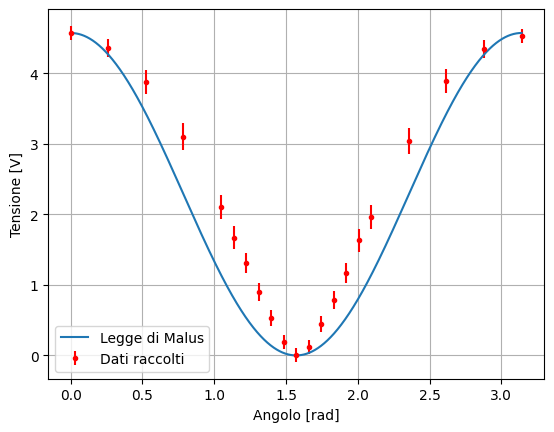 4
3
2
1
0
Tensione [V]
Legge di Malus
Dati raccolti
0.0 0.5 1.0 1.5 2.0 2.5 3.0
Angolo [rad]